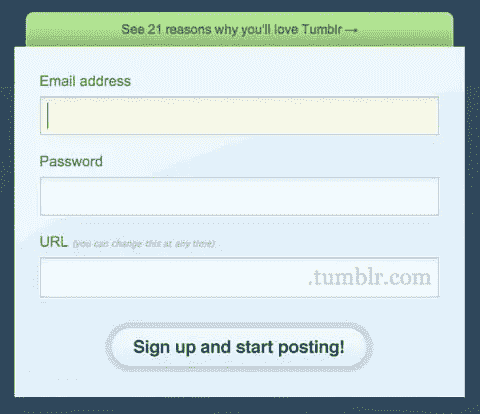 See 21 reasons why you'll love Tumblr →
Email address
Password
URL (you can change this at any time)
.tumblr.com
Sign up and start posting!